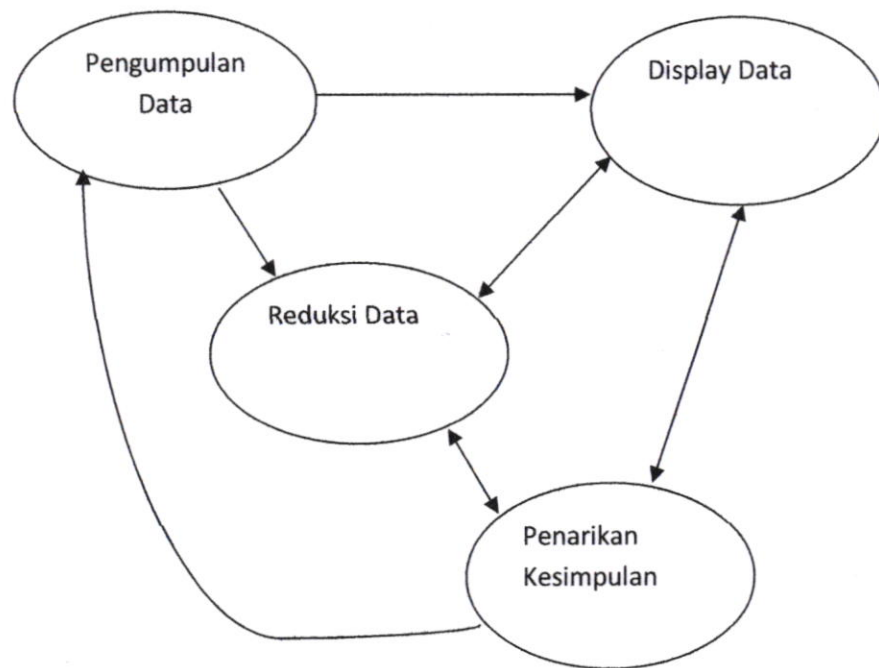 Pengumpulan
Data
Display Data
Reduksi Data
Penarikan
Kesimpulan